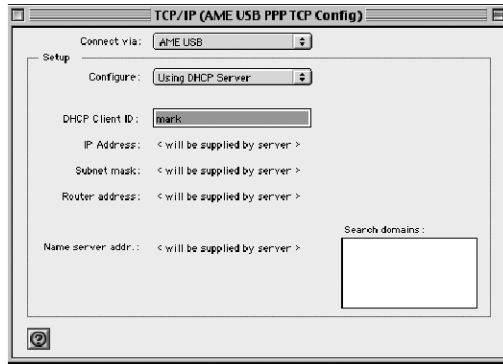 TCP/IP (AME USB PPP TCP Config)
Connect via: AME USB
Setup
Configure: Using DHCP Server
DHCP Client ID: mark
IP Address: < will be supplied by server >
Subnet mask: < will be supplied by server >
Router address: < will be supplied by server >
Search domains:
Name server addr.: < will be supplied by server >
?